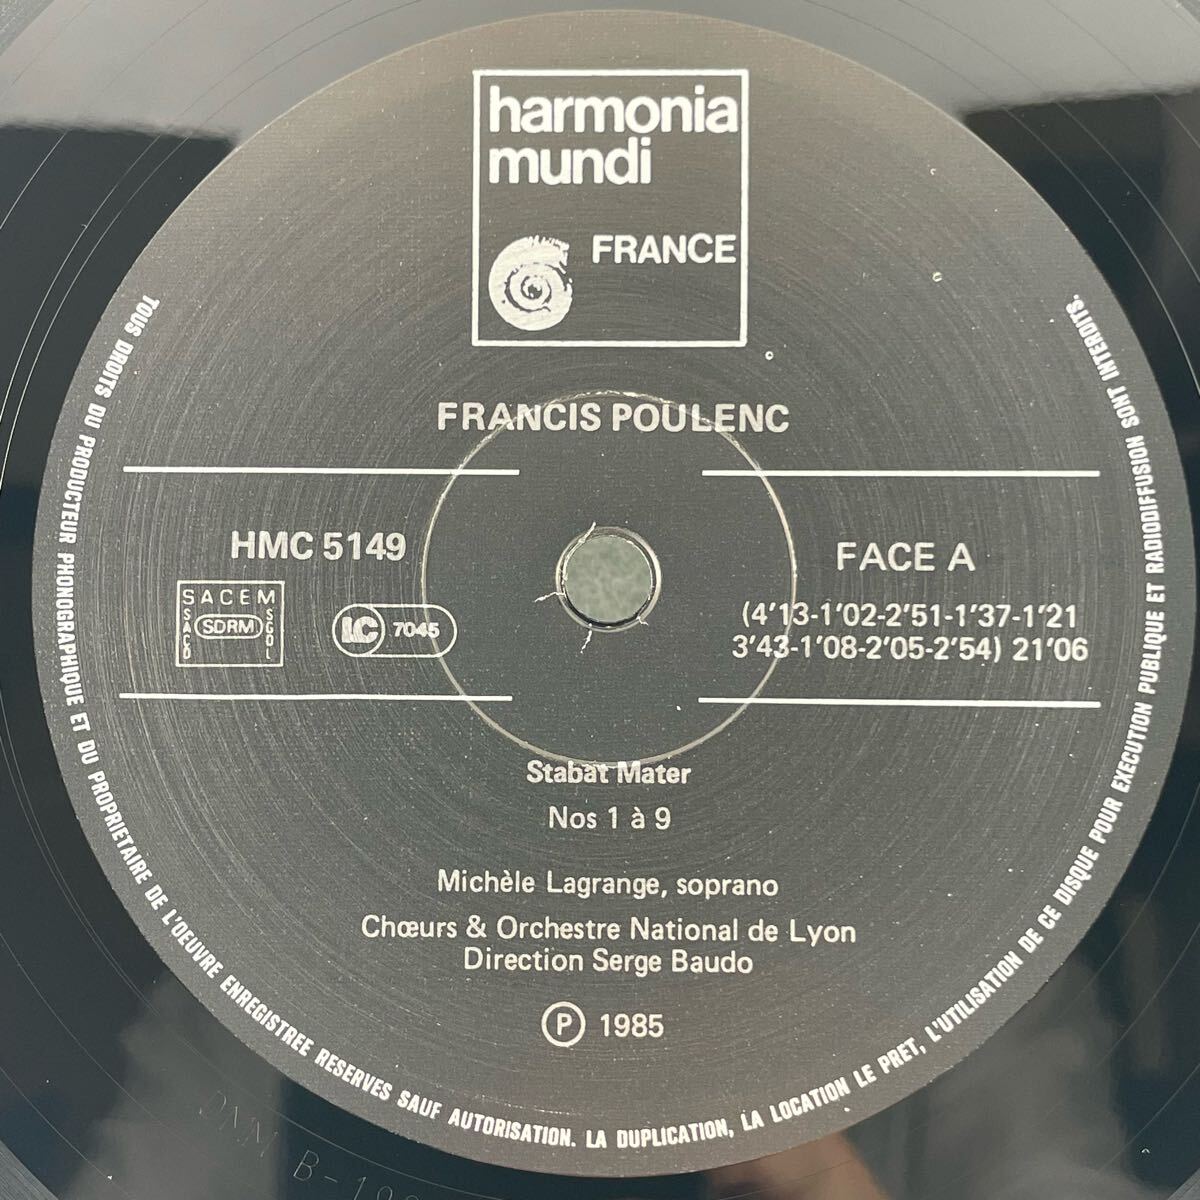 harmonia
mundi
FRANCE
FRANCIS POULENC
HMC 5149
SACEM
SACD
SDRM
SGDL
LC 7045
FACE A
(4'13-1'02-2'51-1'37-1'21
3'43-1'08-2'05-2'54) 21'06
Stabat Mater
Nos 1 à 9
Michèle Lagrange, soprano
Chœurs & Orchestre National de Lyon
Direction Serge Baudo
Ⓟ 1985
TOUS DROITS DU PRODUCTEUR PHONOGRAPHIQUE ET DU PROPRIETAIRE DE L'OEUVRE ENREGISTREE RESERVES SAUF AUTORISATION. LA DUPLICATION, LA LOCATION LE PRET, L'UTILISATION DE CE DISQUE POUR EXECUTION PUBLIQUE ET RADIODIFFUSION SONT INTERDITS.